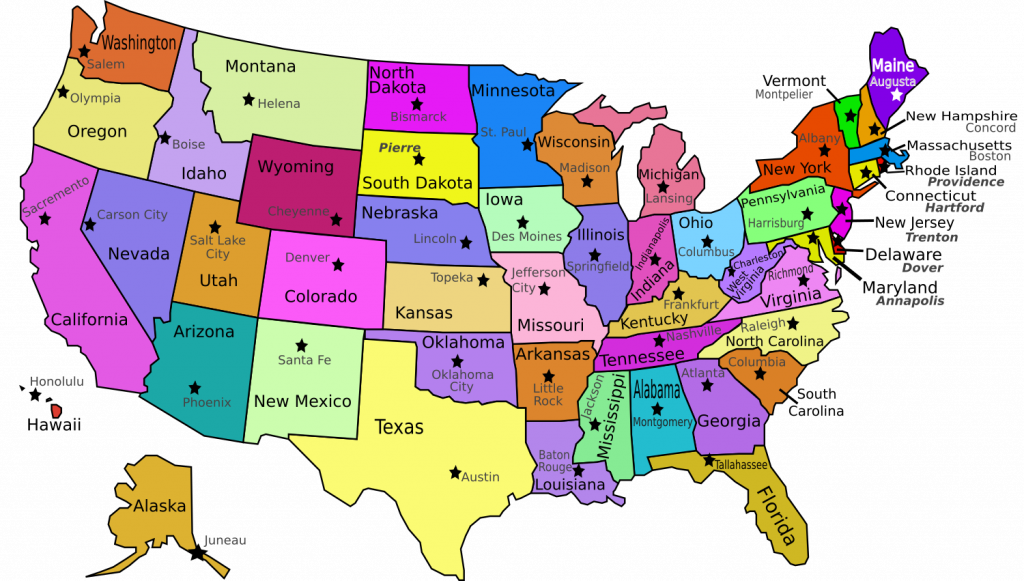 Washington
Salem
Olympia
Oregon
Montana
Helena
Boise
Idaho
North
Dakota
Bismarck
Minnesota
St. Paul
Wisconsin
Madison
Michigan
Lansing
Vermont
Montpelier
Maine
Augusta
New Hampshire
Concord
Massachusetts
Boston
Rhode Island
Providence
Connecticut
Hartford
New Jersey
Trenton
Delaware
Dover
Maryland
Annapolis
Albany
New York
Pennsylvania
Harrisburg
Wyoming
Cheyenne
Pierre
South Dakota
Nebraska
Lincoln
Iowa
Des Moines
Illinois
Springfield
Indianapolis
Indiana
Ohio
Columbus
Charleston
West
Virginia
Richmond
Virginia
Sacramento
California
Carson City
Nevada
Salt Lake
City
Utah
Denver
Colorado
Topeka
Kansas
Jefferson
City
Missouri
Frankfurt
Kentucky
Nashville
Tennessee
Raleigh
North Carolina
Columbia
South
Carolina
Arizona
Phoenix
Santa Fe
New Mexico
Oklahoma
Oklahoma
City
Arkansas
Little
Rock
Jackson
Mississippi
Alabama
Montgomery
Atlanta
Georgia
Honolulu
Hawaii
Texas
Austin
Baton
Rouge
Louisiana
Tallahassee
Florida
Alaska
Juneau